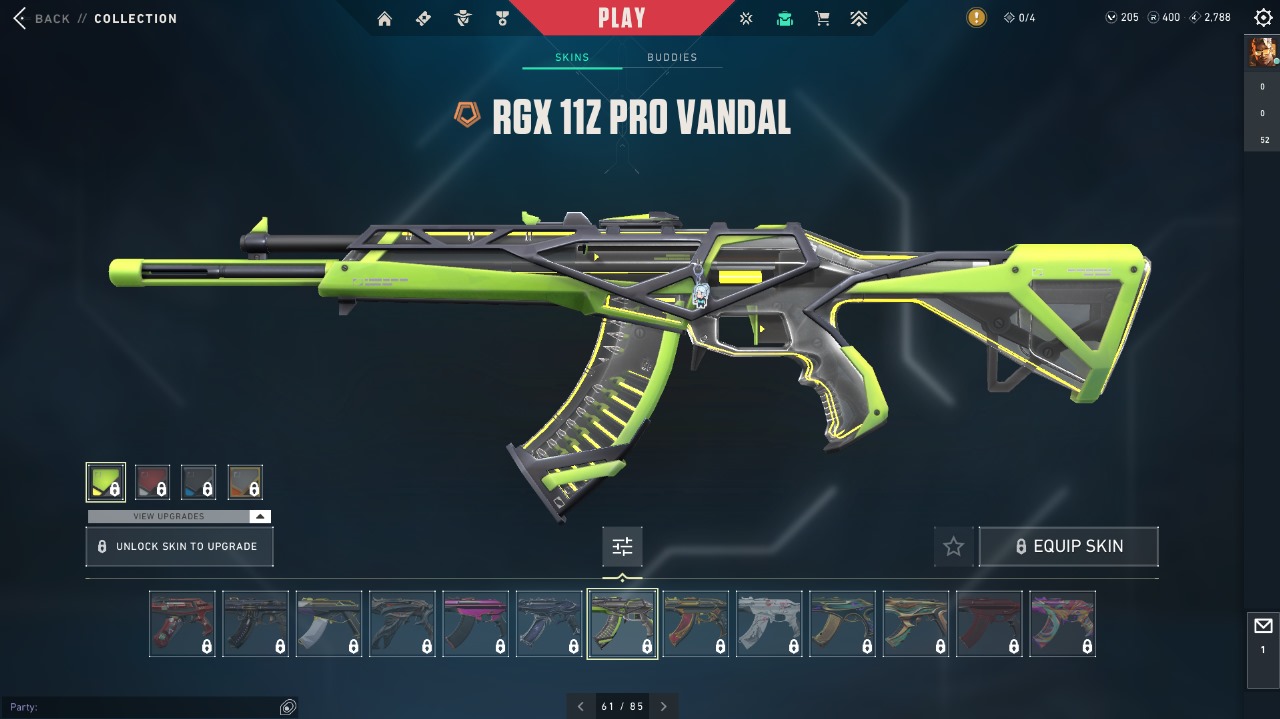 BACK // COLLECTION
PLAY
0/4
205
400
2,788
SKINS
BUDDIES
RGX 11Z PRO VANDAL
0
0
52
VIEW UPGRADES
UNLOCK SKIN TO UPGRADE
EQUIP SKIN
1
Party:
61 / 85